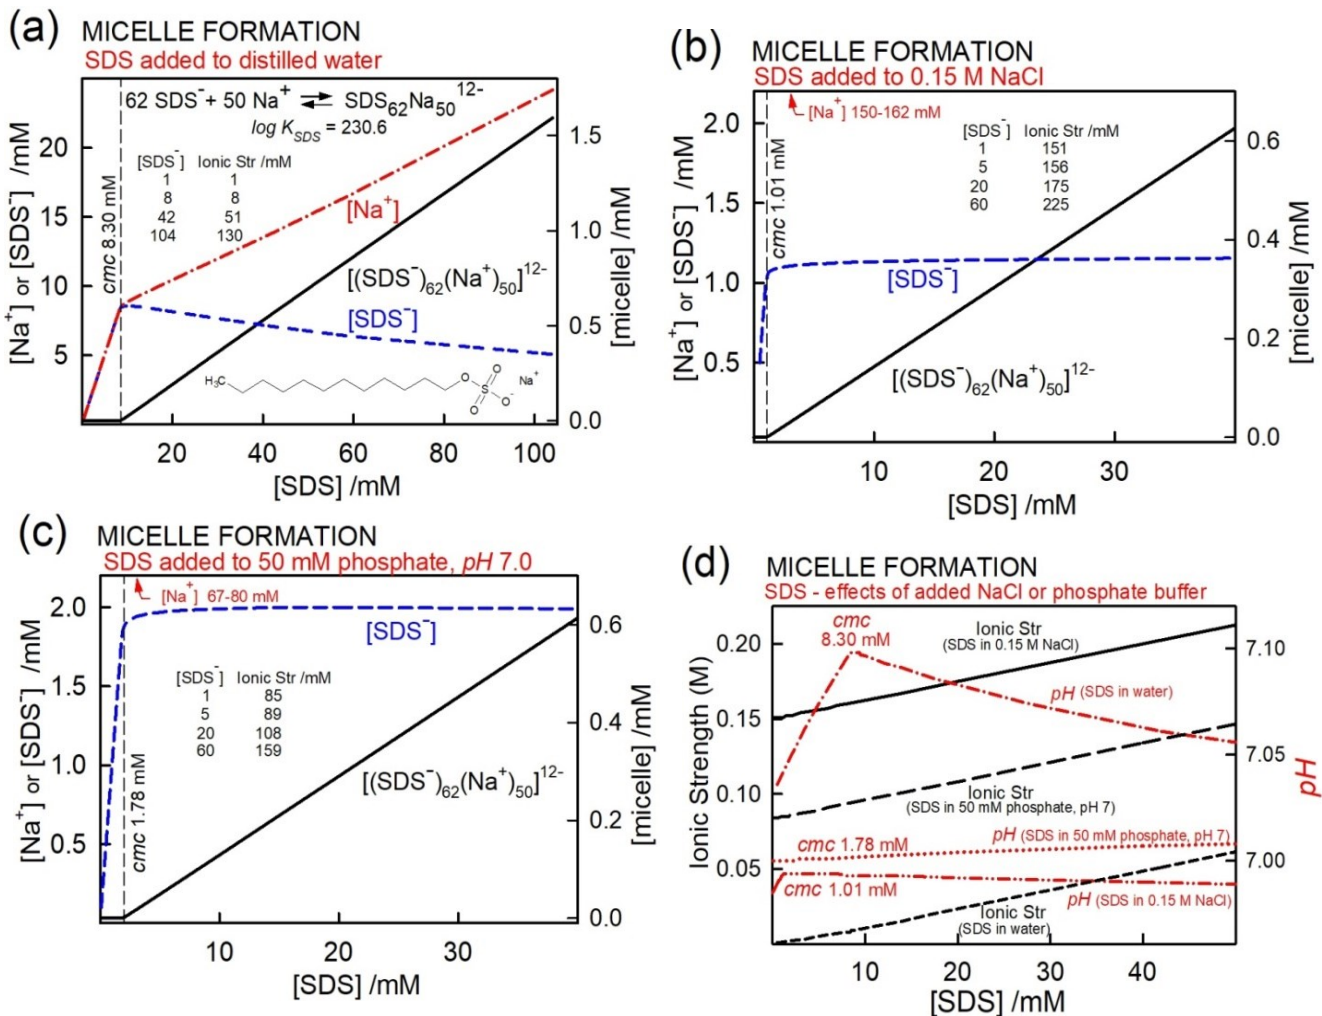 (a) MICELLE FORMATION
SDS added to distilled water
62 SDS⁻ + 50 Na⁺ ⇌ SDS₆₂Na₅₀¹²⁻
log K_SDS = 230.6
[SDS⁻] Ionic Str /mM
1 1
8 8
42 51
104 130
cmc 8.30 mM
[Na⁺]
[(SDS⁻)₆₂(Na⁺)₅₀]¹²⁻
[SDS⁻]
H₃C O S O O O⁻ Na⁺
[Na⁺] or [SDS⁻] /mM
20
15
10
5
[micelle] /mM
1.5
1.0
0.5
0.0
20 40 60 80 100
[SDS] /mM
(b) MICELLE FORMATION
SDS added to 0.15 M NaCl
[Na⁺] 150-162 mM
[SDS⁻] Ionic Str /mM
1 151
5 156
20 175
60 225
cmc 1.01 mM
[SDS⁻]
[(SDS⁻)₆₂(Na⁺)₅₀]¹²⁻
[Na⁺] or [SDS⁻] /mM
2.0
1.5
1.0
0.5
[micelle] /mM
0.6
0.4
0.2
0.0
10 20 30
[SDS] /mM
(c) MICELLE FORMATION
SDS added to 50 mM phosphate, pH 7.0
[Na⁺] 67-80 mM
[SDS⁻]
[SDS⁻] Ionic Str /mM
1 85
5 89
20 108
60 159
cmc 1.78 mM
[(SDS⁻)₆₂(Na⁺)₅₀]¹²⁻
[Na⁺] or [SDS⁻] /mM
2.0
1.5
1.0
0.5
[micelle] /mM
0.6
0.4
0.2
0.0
10 20 30
[SDS] /mM
(d) MICELLE FORMATION
SDS - effects of added NaCl or phosphate buffer
cmc
8.30 mM
Ionic Str
(SDS in 0.15 M NaCl)
pH (SDS in water)
Ionic Str
(SDS in 50 mM phosphate, pH 7)
cmc 1.78 mM
pH (SDS in 50 mM phosphate, pH 7)
cmc 1.01 mM
pH (SDS in 0.15 M NaCl)
Ionic Str
(SDS in water)
Ionic Strength (M)
0.20
0.15
0.10
0.05
pH
7.10
7.05
7.00
10 20 30 40
[SDS] /mM